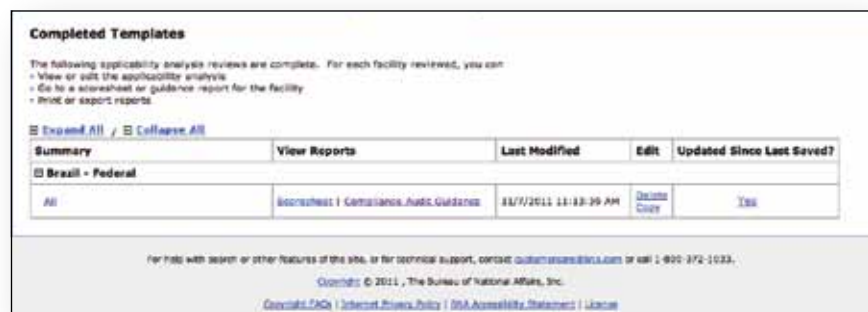 Completed Templates
The following applicability analysis reviews are complete. For each facility reviewed, you can
- View or edit the applicability analysis
- Go to a scoresheet or guidance report for the facility
- Print or export reports
Expand All / Collapse All
Summary View Reports Last Modified Edit Updated Since Last Saved?
Brazil - Federal
All Scoresheet | Compliance Audit Guidance 11/7/2011 11:13:39 AM Delete Copy Yes
For help with search or other features of the site, or for technical support, contact customercare@bna.com or call 1-800-372-1033.
Copyright © 2011, The Bureau of National Affairs, Inc.
Copyright FAQs | Internet Privacy Policy | BNA Accessibility Statement | License